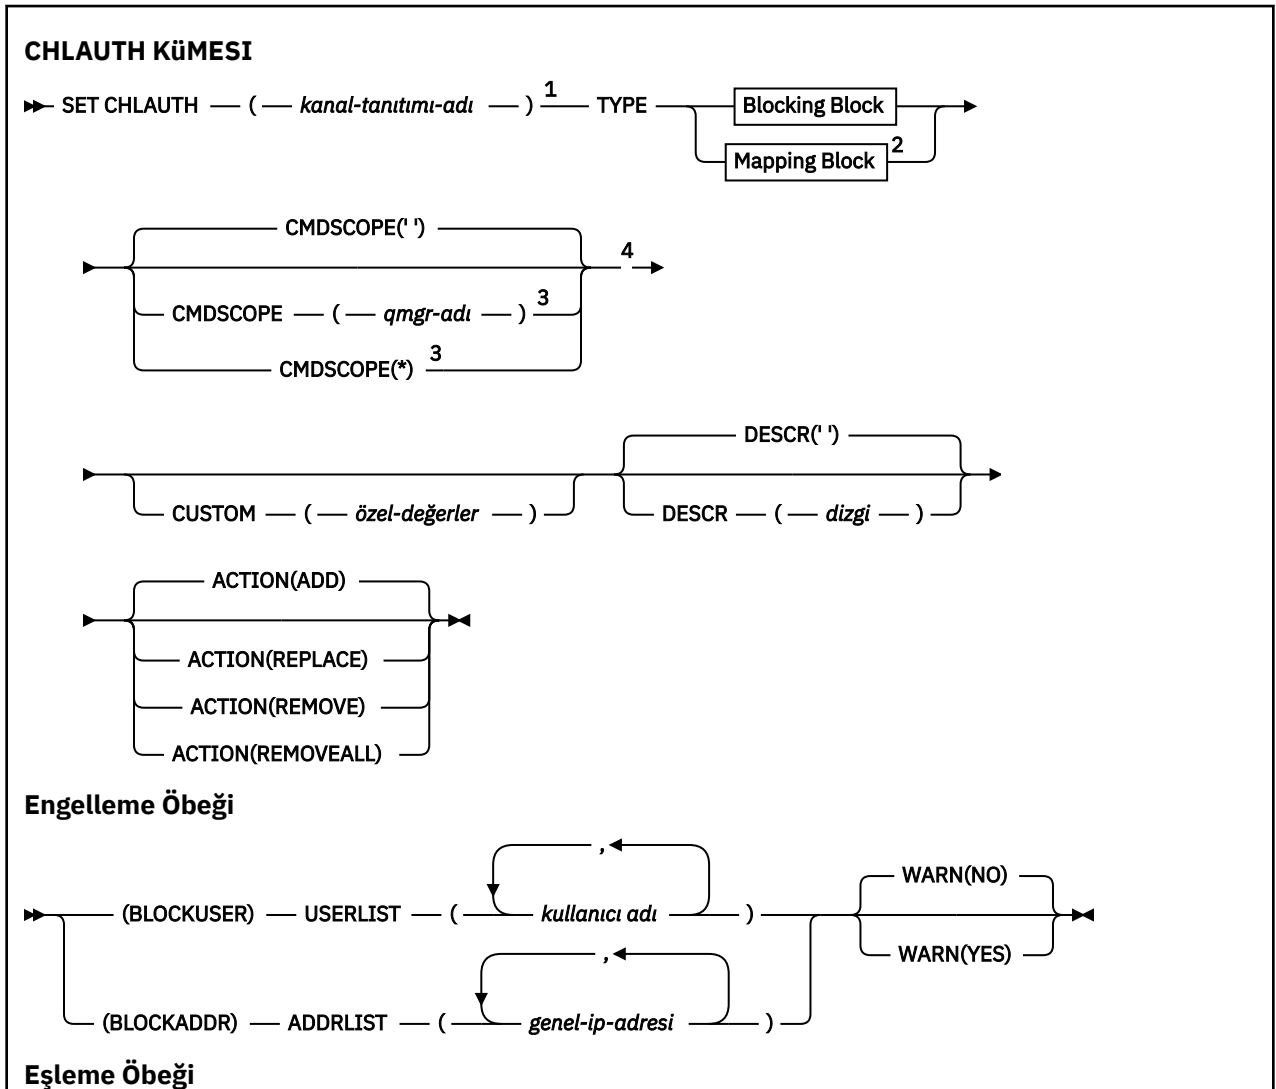 CHLAUTH KüMESI
SET CHLAUTH ( kanal-tanıtımı-adı ) 1 TYPE Blocking Block
Mapping Block 2
CMDSCOPE(' ')
4
CMDSCOPE ( qmgr-adı ) 3
CMDSCOPE(*) 3
DESCR(' ')
CUSTOM ( özel-değerler ) DESCR ( dizgi )
ACTION(ADD)
ACTION(REPLACE)
ACTION(REMOVE)
ACTION(REMOVEALL)
Engelleme Öbeği
,
WARN(NO)
(BLOCKUSER) USERLIST ( kullanıcı adı )
WARN(YES)
,
(BLOCKADDR) ADDRLIST ( genel-ip-adresi )
Eşleme Öbeği